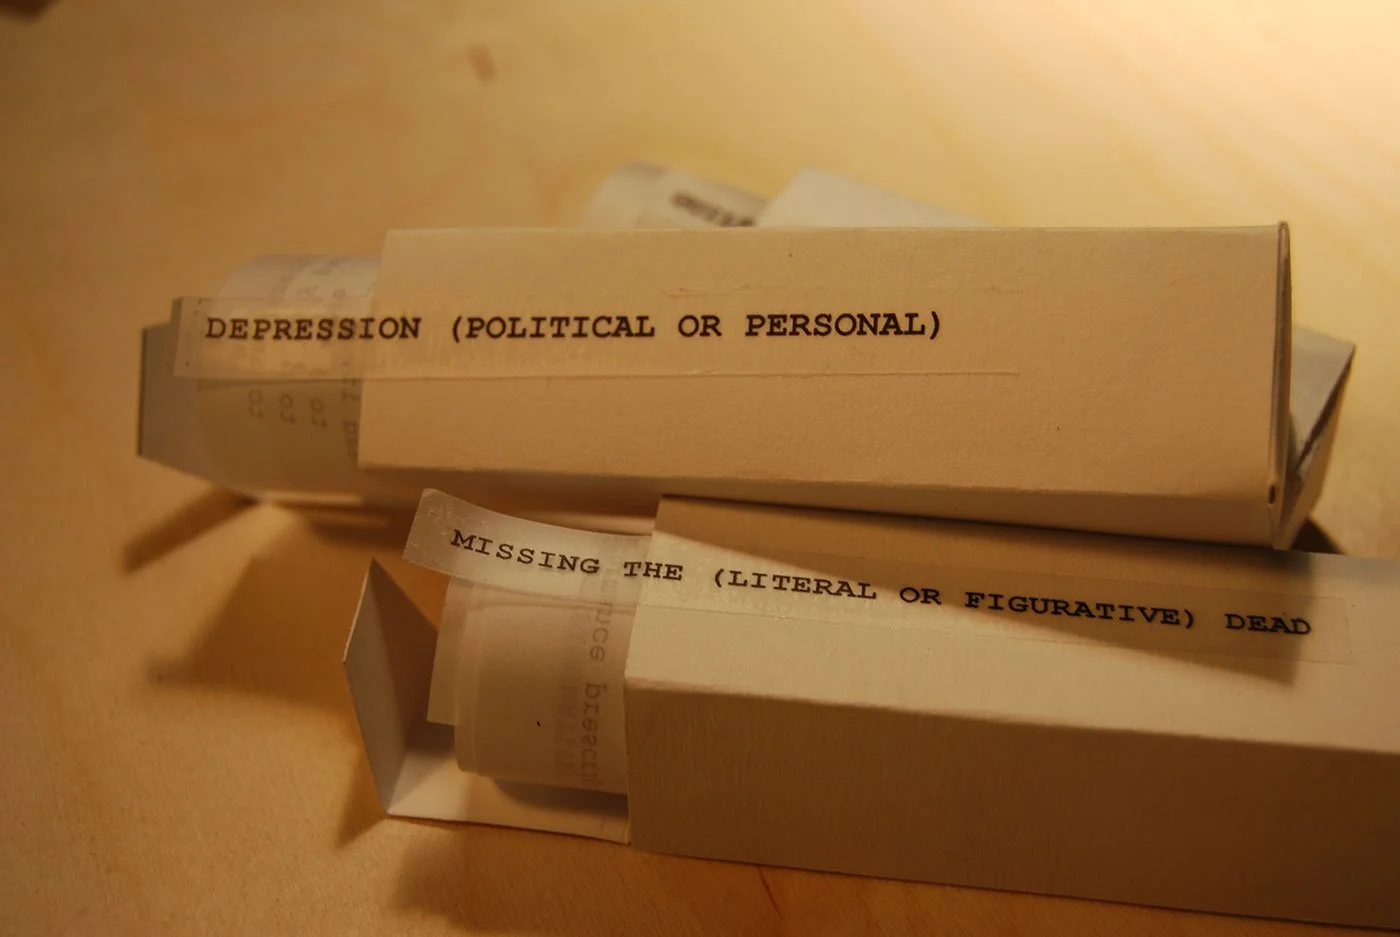 DEPRESSION (POLITICAL OR PERSONAL)
MISSING THE (LITERAL OR FIGURATIVE) DEAD